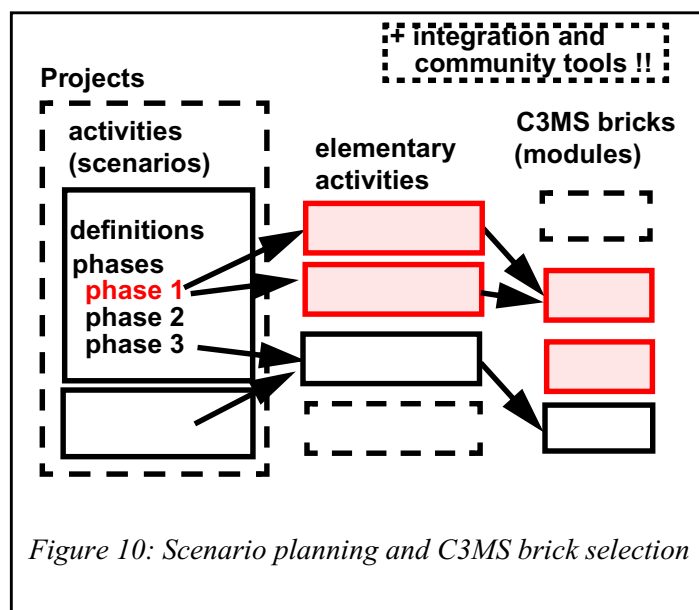 + integration and
community tools !!
Projects
activities
(scenarios)
elementary
activities
C3MS bricks
(modules)
definitions
phases
phase 1
phase 2
phase 3
Figure 10: Scenario planning and C3MS brick selection